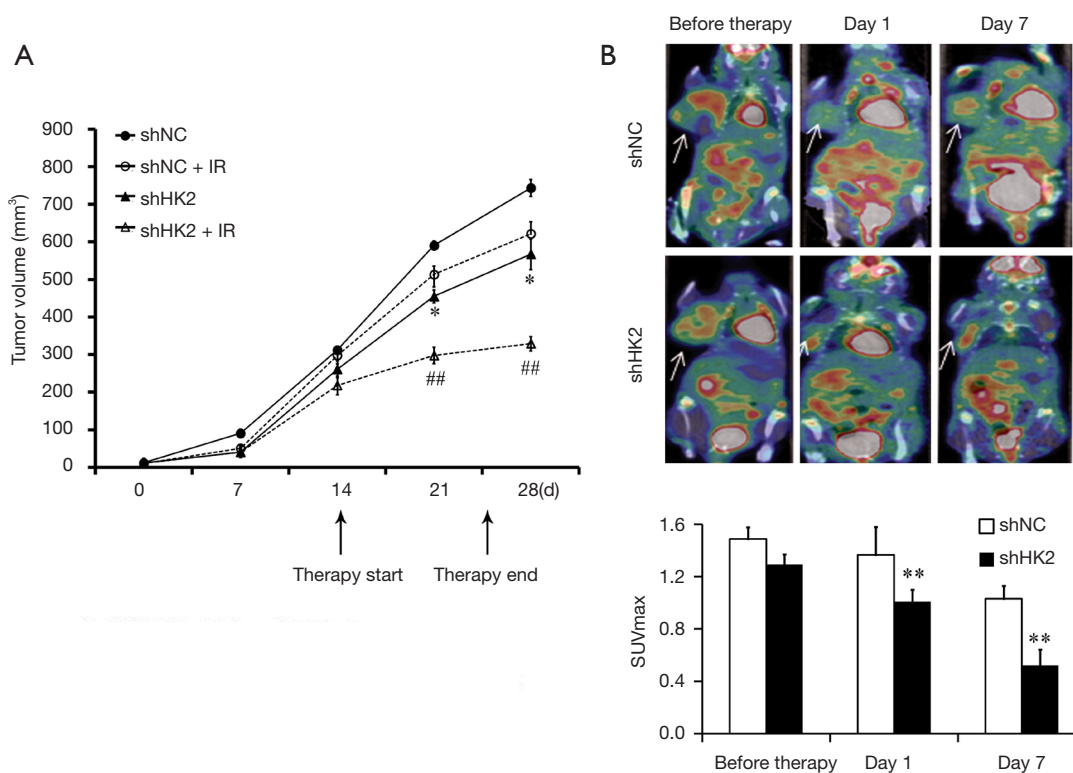 A
900
800
700
600
500
400
300
200
100
0
Tumor volume (mm³)
shNC
shNC + IR
shHK2
shHK2 + IR
*
*
##
##
0 7 14 21 28(d)
Therapy start Therapy end
B
Before therapy Day 1 Day 7
shNC
shHK2
1.6
1.2
0.8
0.4
0.0
SUVmax
shNC
shHK2
**
**
Before therapy Day 1 Day 7